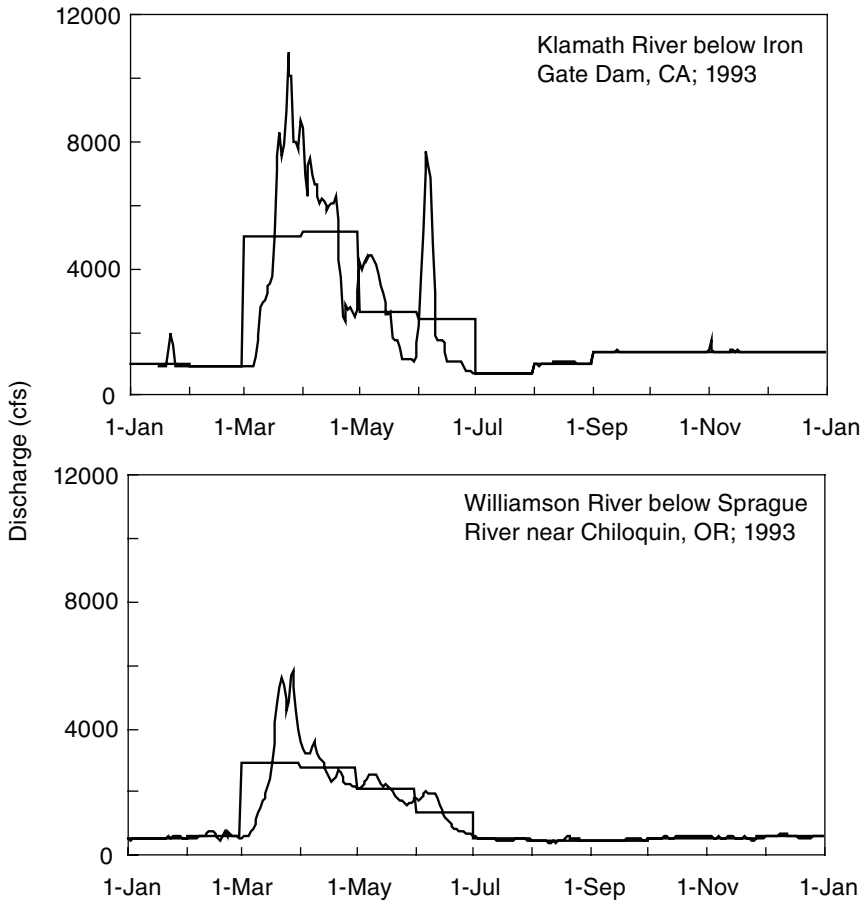 12000
Klamath River below Iron
Gate Dam, CA; 1993
8000
4000
0
1-Jan 1-Mar 1-May 1-Jul 1-Sep 1-Nov 1-Jan
Discharge (cfs)
12000
Williamson River below Sprague
River near Chiloquin, OR; 1993
8000
4000
0
1-Jan 1-Mar 1-May 1-Jul 1-Sep 1-Nov 1-Jan